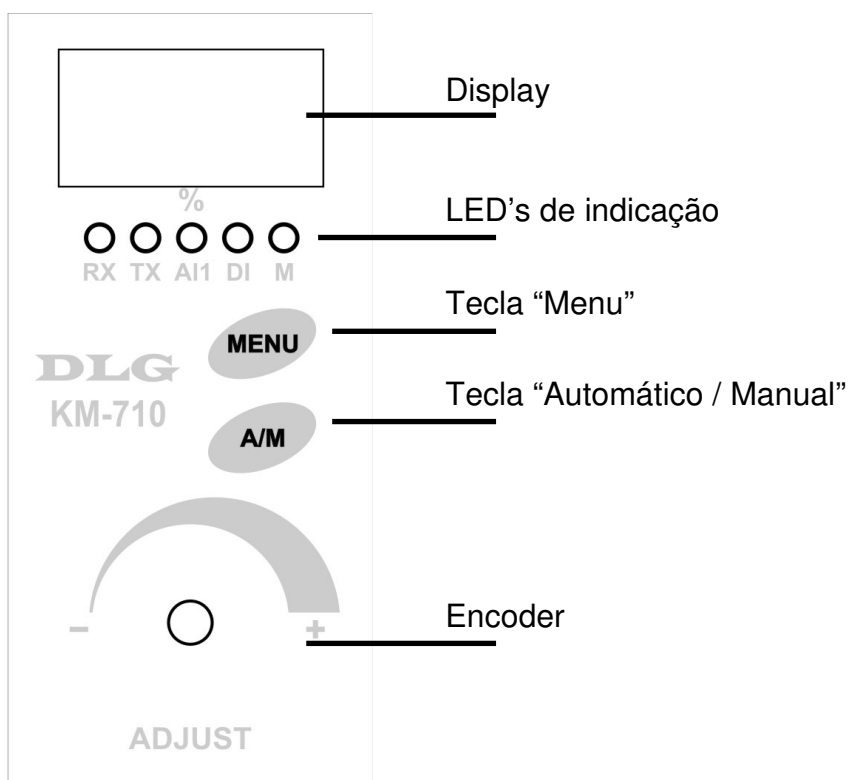 Display
%
LED’s de indicação
RX TX AI1 DI M
Tecla “Menu”
MENU
DLG
KM-710
Tecla “Automático / Manual”
A/M
Encoder
- +
ADJUST